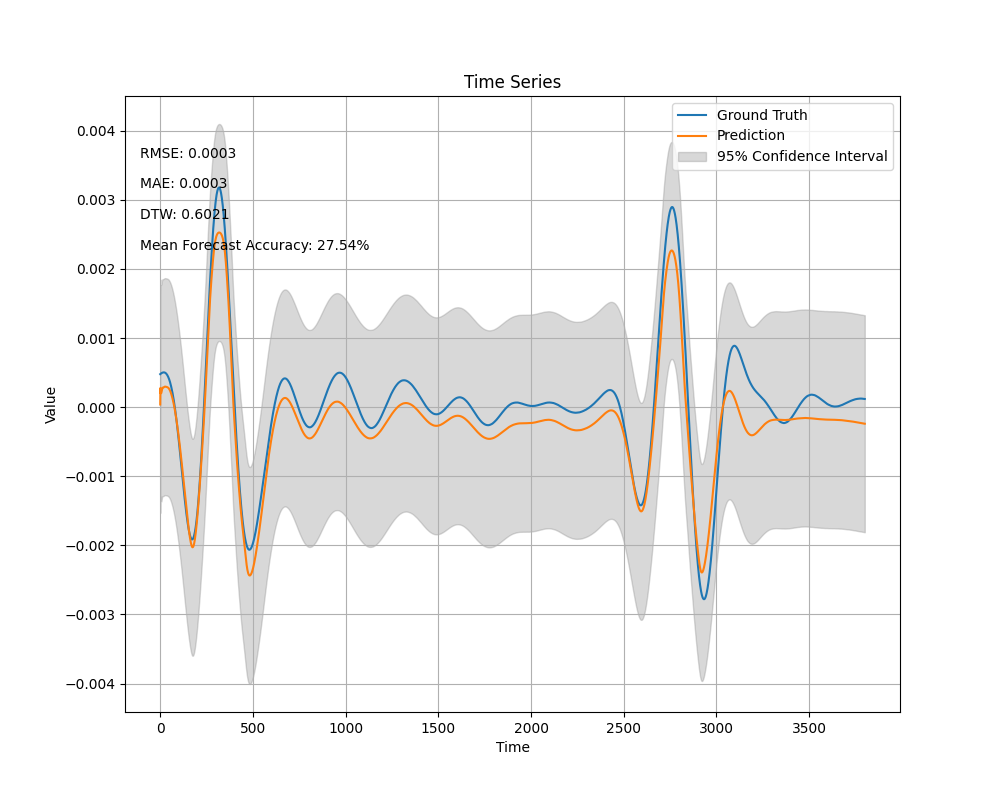 Time Series
Ground Truth
Prediction
95% Confidence Interval
RMSE: 0.0003
MAE: 0.0003
DTW: 0.6021
Mean Forecast Accuracy: 27.54%
Value
0.004
0.003
0.002
0.001
0.000
−0.001
−0.002
−0.003
−0.004
0 500 1000 1500 2000 2500 3000 3500
Time